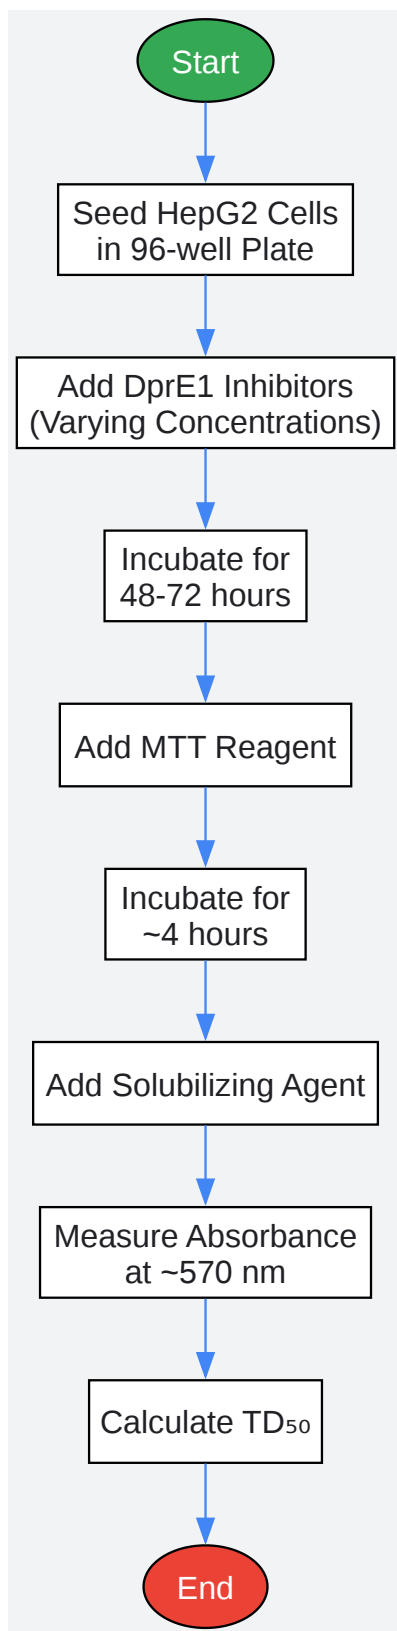 Start
Seed HepG2 Cells
in 96-well Plate
Add DprE1 Inhibitors
(Varying Concentrations)
Incubate for
48-72 hours
Add MTT Reagent
Incubate for
~4 hours
Add Solubilizing Agent
Measure Absorbance
at ~570 nm
Calculate TD₅₀
End